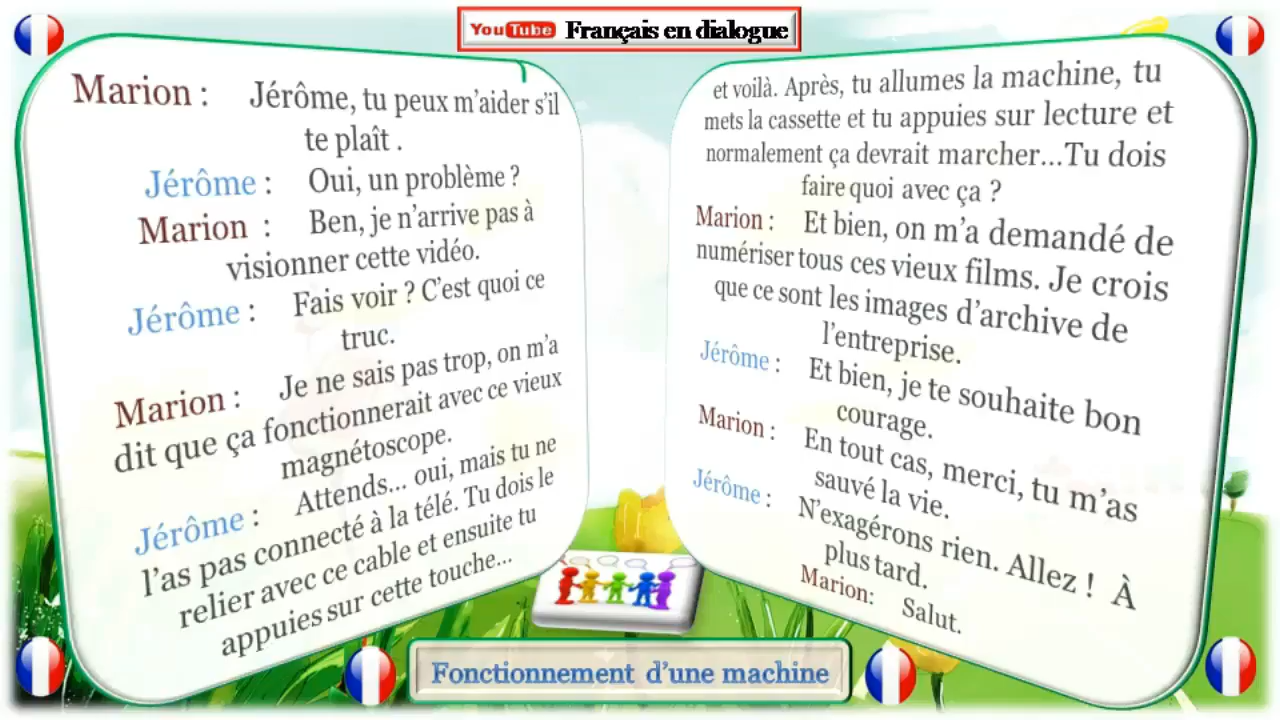 YouTube Français en dialogue
Marion : Jérôme, tu peux m’aider s’il
te plaît .
Jérôme : Oui, un problème ?
Marion : Ben, je n’arrive pas à
visionner cette vidéo.
Jérôme : Fais voir ? C’est quoi ce
truc.
Marion : Je ne sais pas trop, on m’a
dit que ça fonctionnerait avec ce vieux
magnétoscope.
Jérôme : Attends... oui, mais tu ne
l’as pas connecté à la télé. Tu dois le
relier avec ce cable et ensuite tu
appuies sur cette touche...
et voilà. Après, tu allumes la machine, tu
mets la cassette et tu appuies sur lecture et
normalement ça devrait marcher...Tu dois
faire quoi avec ça ?
Marion : Et bien, on m’a demandé de
numériser tous ces vieux films. Je crois
que ce sont les images d’archive de
l’entreprise.
Jérôme : Et bien, je te souhaite bon
courage.
Marion : En tout cas, merci, tu m’as
sauvé la vie.
Jérôme : N’exagérons rien. Allez ! À
plus tard.
Marion: Salut.
Fonctionnement d’une machine